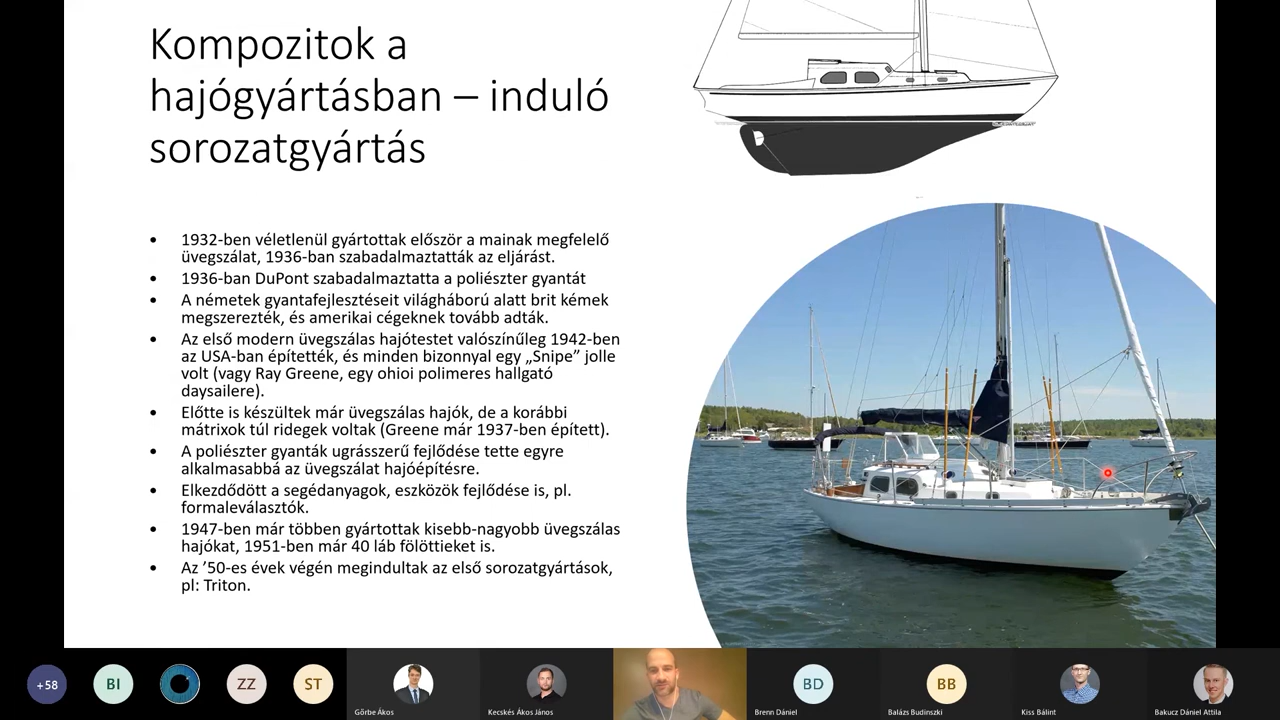 Kompozitok a
hajógyártásban – induló
sorozatgyártás
• 1932-ben véletlenül gyártottak először a mainak megfelelő
üvegszálat, 1936-ban szabadalmaztatták az eljárást.
• 1936-ban DuPont szabadalmaztatta a poliészter gyantát
• A németek gyantafejlesztéseit világháború alatt brit kémek
megszerezték, és amerikai cégeknek tovább adták.
• Az első modern üvegszálas hajótestet valószínűleg 1942-ben
az USA-ban építették, és minden bizonnyal egy „Snipe” jolle
volt (vagy Ray Greene, egy ohioi polimeres hallgató
daysailere).
• Előtte is készültek már üvegszálas hajók, de a korábbi
mátrixok túl ridegek voltak (Greene már 1937-ben épített).
• A poliészter gyanták ugrásszerű fejlődése tette egyre
alkalmasabbá az üvegszálat hajóépítésre.
• Elkezdődött a segédanyagok, eszközök fejlődése is, pl.
formaleválasztók.
• 1947-ben már többen gyártottak kisebb-nagyobb üvegszálas
hajókat, 1951-ben már 40 láb fölöttieket is.
• Az ’50-es évek végén megindultak az első sorozatgyártások,
pl: Triton.
+58 BI ZZ ST BD BB
Gőrbe Ákos Kecskés Ákos János Brenn Dániel Balázs Budinszki Kiss Bálint Bakucz Dániel Attila